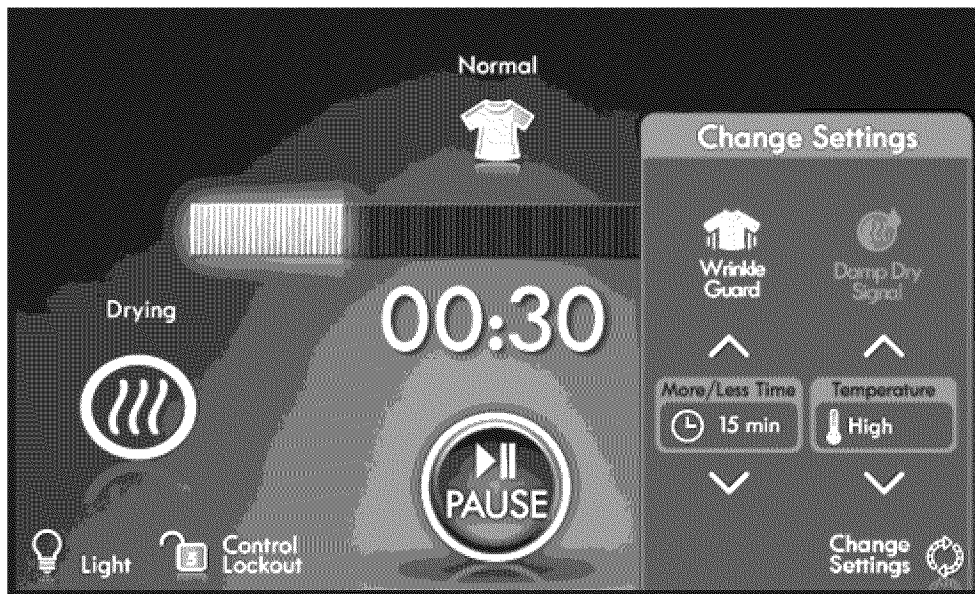 Normal
Change Settings
Wrinkle
Guard
Damp Dry
Signal
Drying
00:30
More/Less Time
15 min
Temperature
High
PAUSE
Light
3
Control
Lockout
Change
Settings